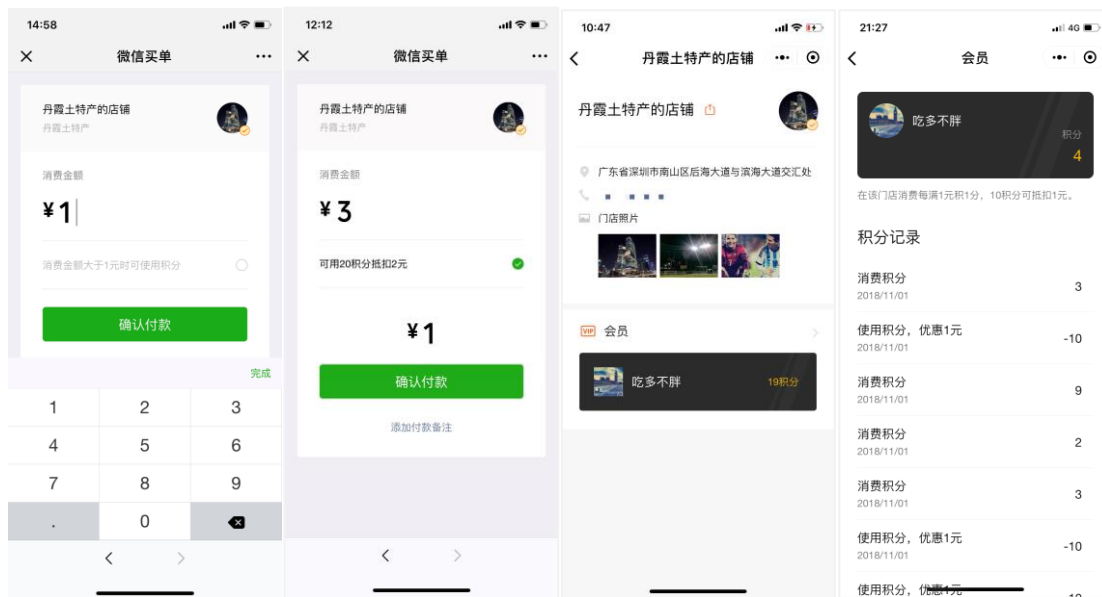 14:58
微信买单
丹霞土特产的店铺
丹霞土特产
消费金额
¥1
消费金额大于1元时可使用积分
确认付款
完成
1 2 3
4 5 6
7 8 9
. 0
12:12
微信买单
丹霞土特产的店铺
丹霞土特产
消费金额
¥3
可用20积分抵扣2元
¥1
确认付款
添加付款备注
10:47
丹霞土特产的店铺
丹霞土特产的店铺
广东省深圳市南山区后海大道与滨海大道交汇处
门店照片
VIP 会员
吃多不胖 19积分
21:27
4G
会员
吃多不胖
积分
4
在该门店消费每满1元积1分，10积分可抵扣1元。
积分记录
消费积分 3
2018/11/01
使用积分，优惠1元 -10
2018/11/01
消费积分 9
2018/11/01
消费积分 2
2018/11/01
消费积分 3
2018/11/01
使用积分，优惠1元 -10
2018/11/01
使用积分，优惠1元